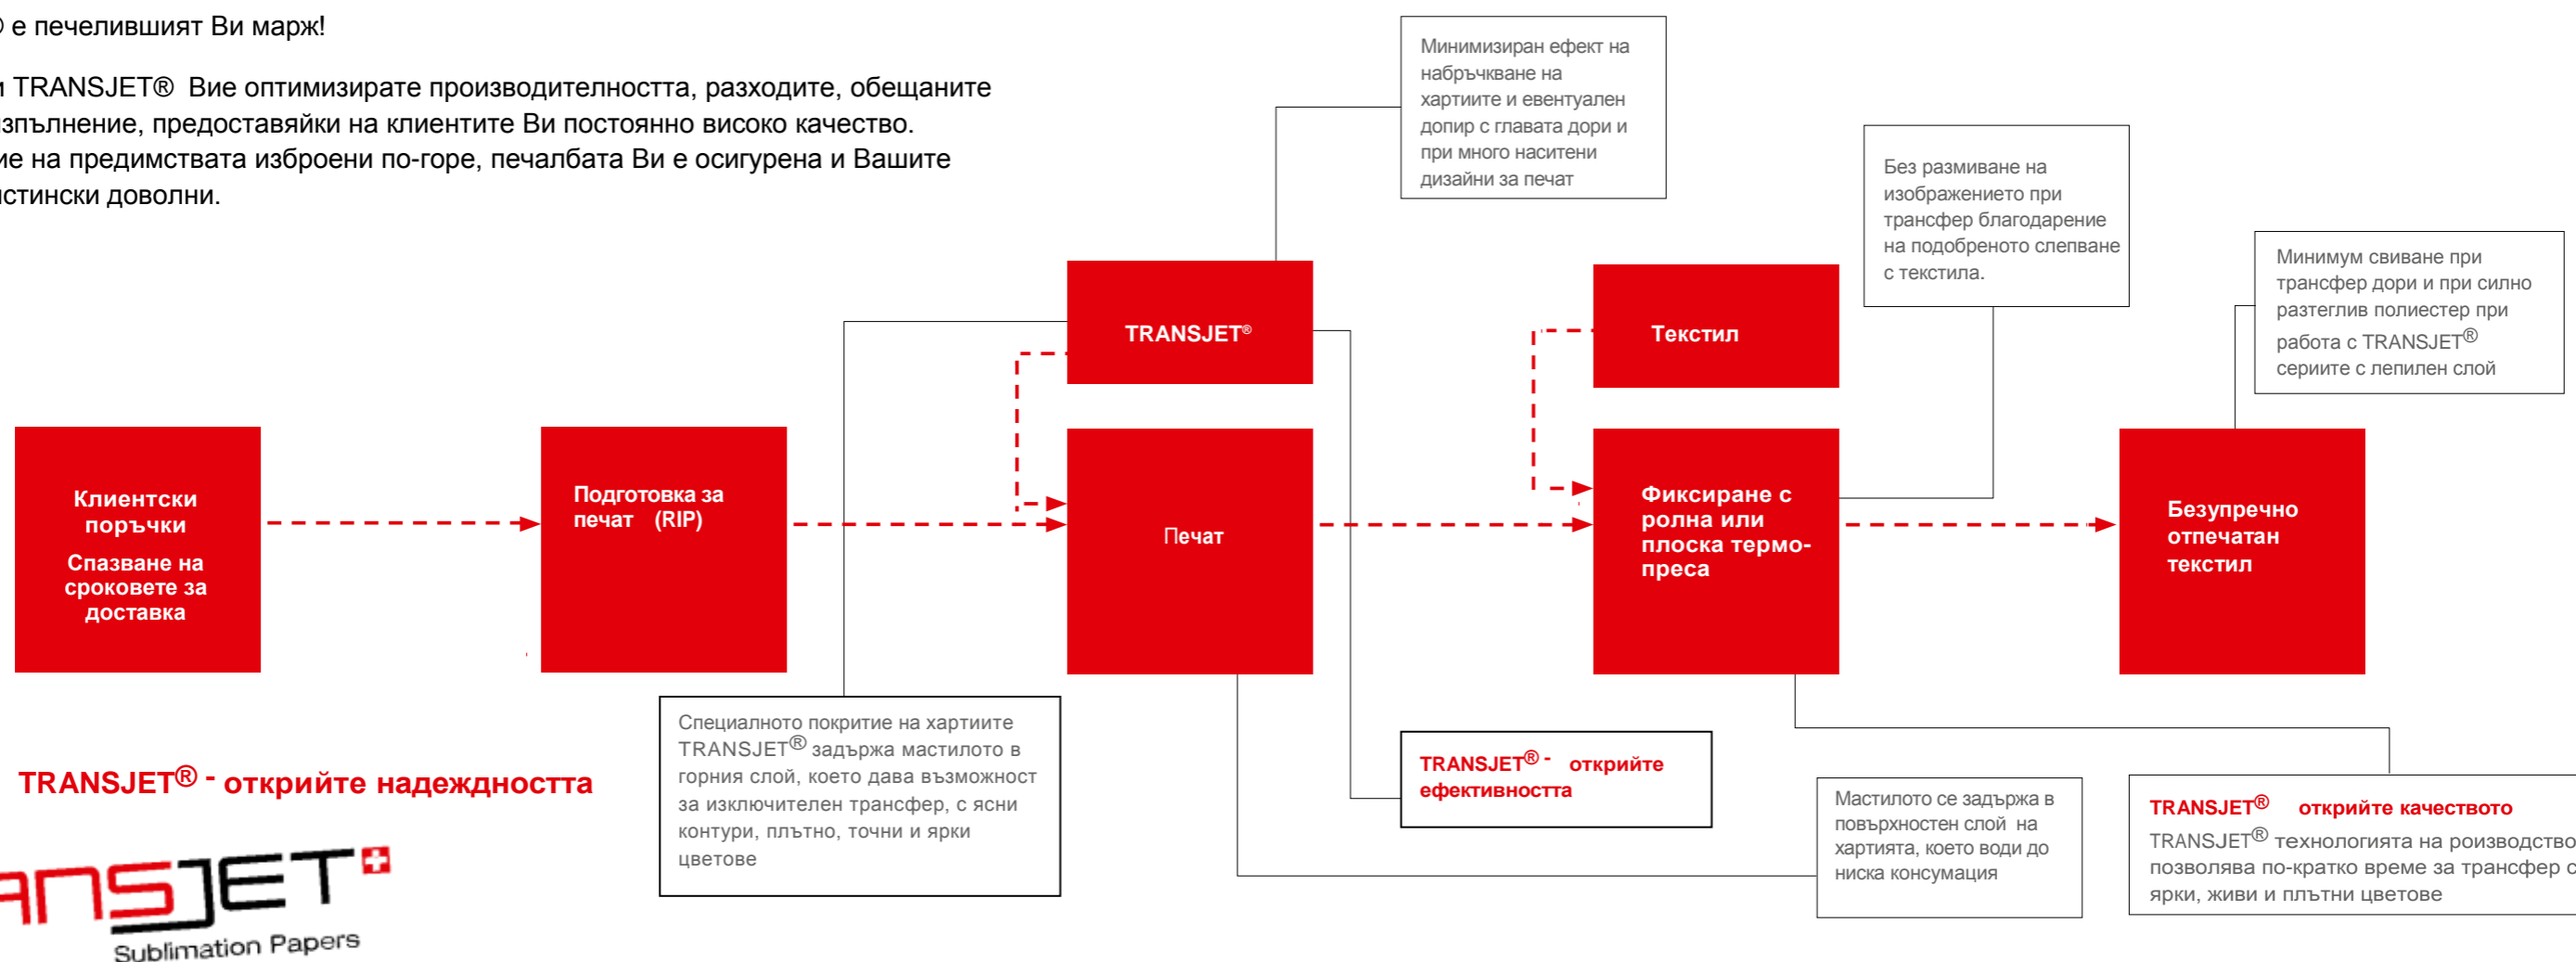 ® е печелившият Ви марж!
и TRANSJET® Вие оптимизирате производителността, разходите, обещаните
изпълнение, предоставяйки на клиентите Ви постоянно високо качество.
ие на предимствата изброени по-горе, печалбата Ви е осигурена и Вашите
истински доволни.
Минимизиран ефект на
набръчкване на
хартиите и евентуален
допир с главата дори и
при много наситени
дизайни за печат
Без размиване на
изображението при
трансфер благодарение
на подобреното слепване
с текстила.
Минимум свиване при
трансфер дори и при силно
разтеглив полиестер при
работа с TRANSJET®
сериите с лепилен слой
TRANSJET®
Текстил
Клиентски
поръчки
Спазване на
сроковете за
доставка
Подготовка за
печат (RIP)
Печат
Фиксиране с
ролна или
плоска термо-
преса
Безупречно
отпечатан
текстил
Специалното покритие на хартиите
TRANSJET® задържа мастилото в
горния слой, което дава възможност
за изключителен трансфер, с ясни
контури, плътно, точни и ярки
цветове
TRANSJET® - открийте
ефективността
Мастилото се задържа в
повърхностен слой на
хартията, което води до
ниска консумация
TRANSJET® открийте качеството
TRANSJET® технологията на роизводство
позволява по-кратко време за трансфер с
ярки, живи и плътни цветове
TRANSJET® - открийте надеждността
ANSJET
Sublimation Papers